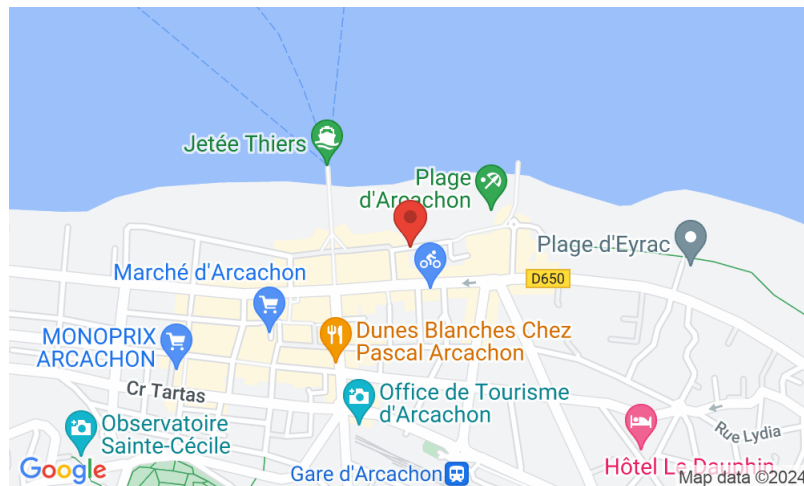 Jetée Thiers
Plage
d'Arcachon
Plage d'Eyrac
Marché d'Arcachon
D650
MONOPRIX
ARCACHON
Dunes Blanches Chez
Pascal Arcachon
Cr Tartas
Office de Tourisme
d'Arcachon
Observatoire
Sainte-Cécile
Rue Lydia
Hôtel Le Dauphin
Gare d'Arcachon
Google
Map data ©2024